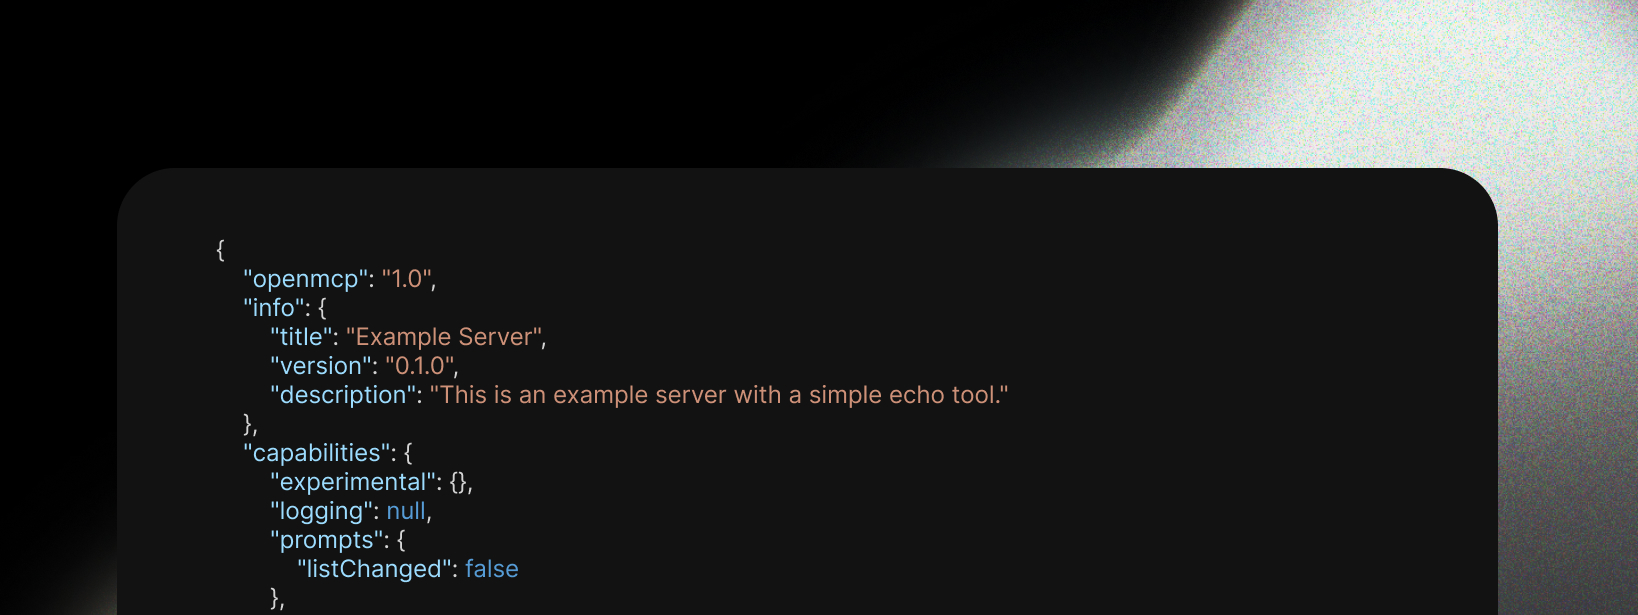 {
"openmcp": "1.0",
"info": {
"title": "Example Server",
"version": "0.1.0",
"description": "This is an example server with a simple echo tool."
},
"capabilities": {
"experimental": {},
"logging": null,
"prompts": {
"listChanged": false
},